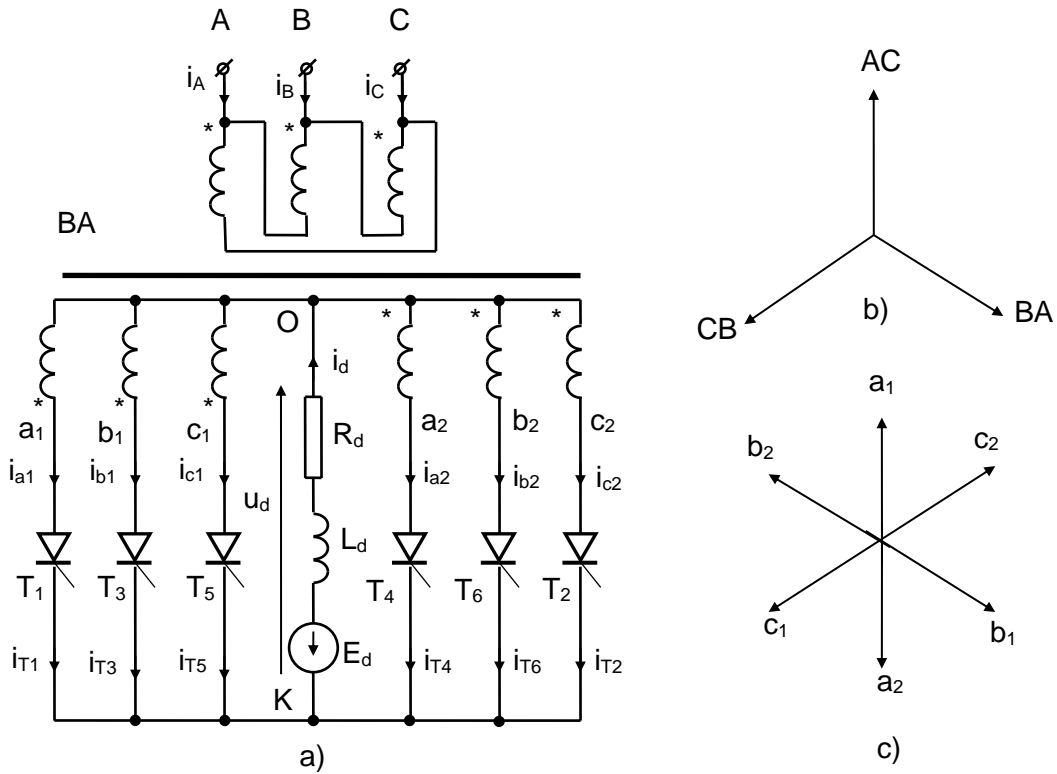 A B C
iA iB iC
* * *
BA
O
* * *
* * *
a1 b1 c1 a2 b2 c2
id
Rd
ia1 ib1 ic1 ia2 ib2 ic2
ud
Ld
T1 T3 T5 T4 T6 T2
Ed
iT1 iT3 iT5 iT4 iT6 iT2
K
a)
AC
CB BA
b)
a1
b2 c2
c1 b1
a2
c)